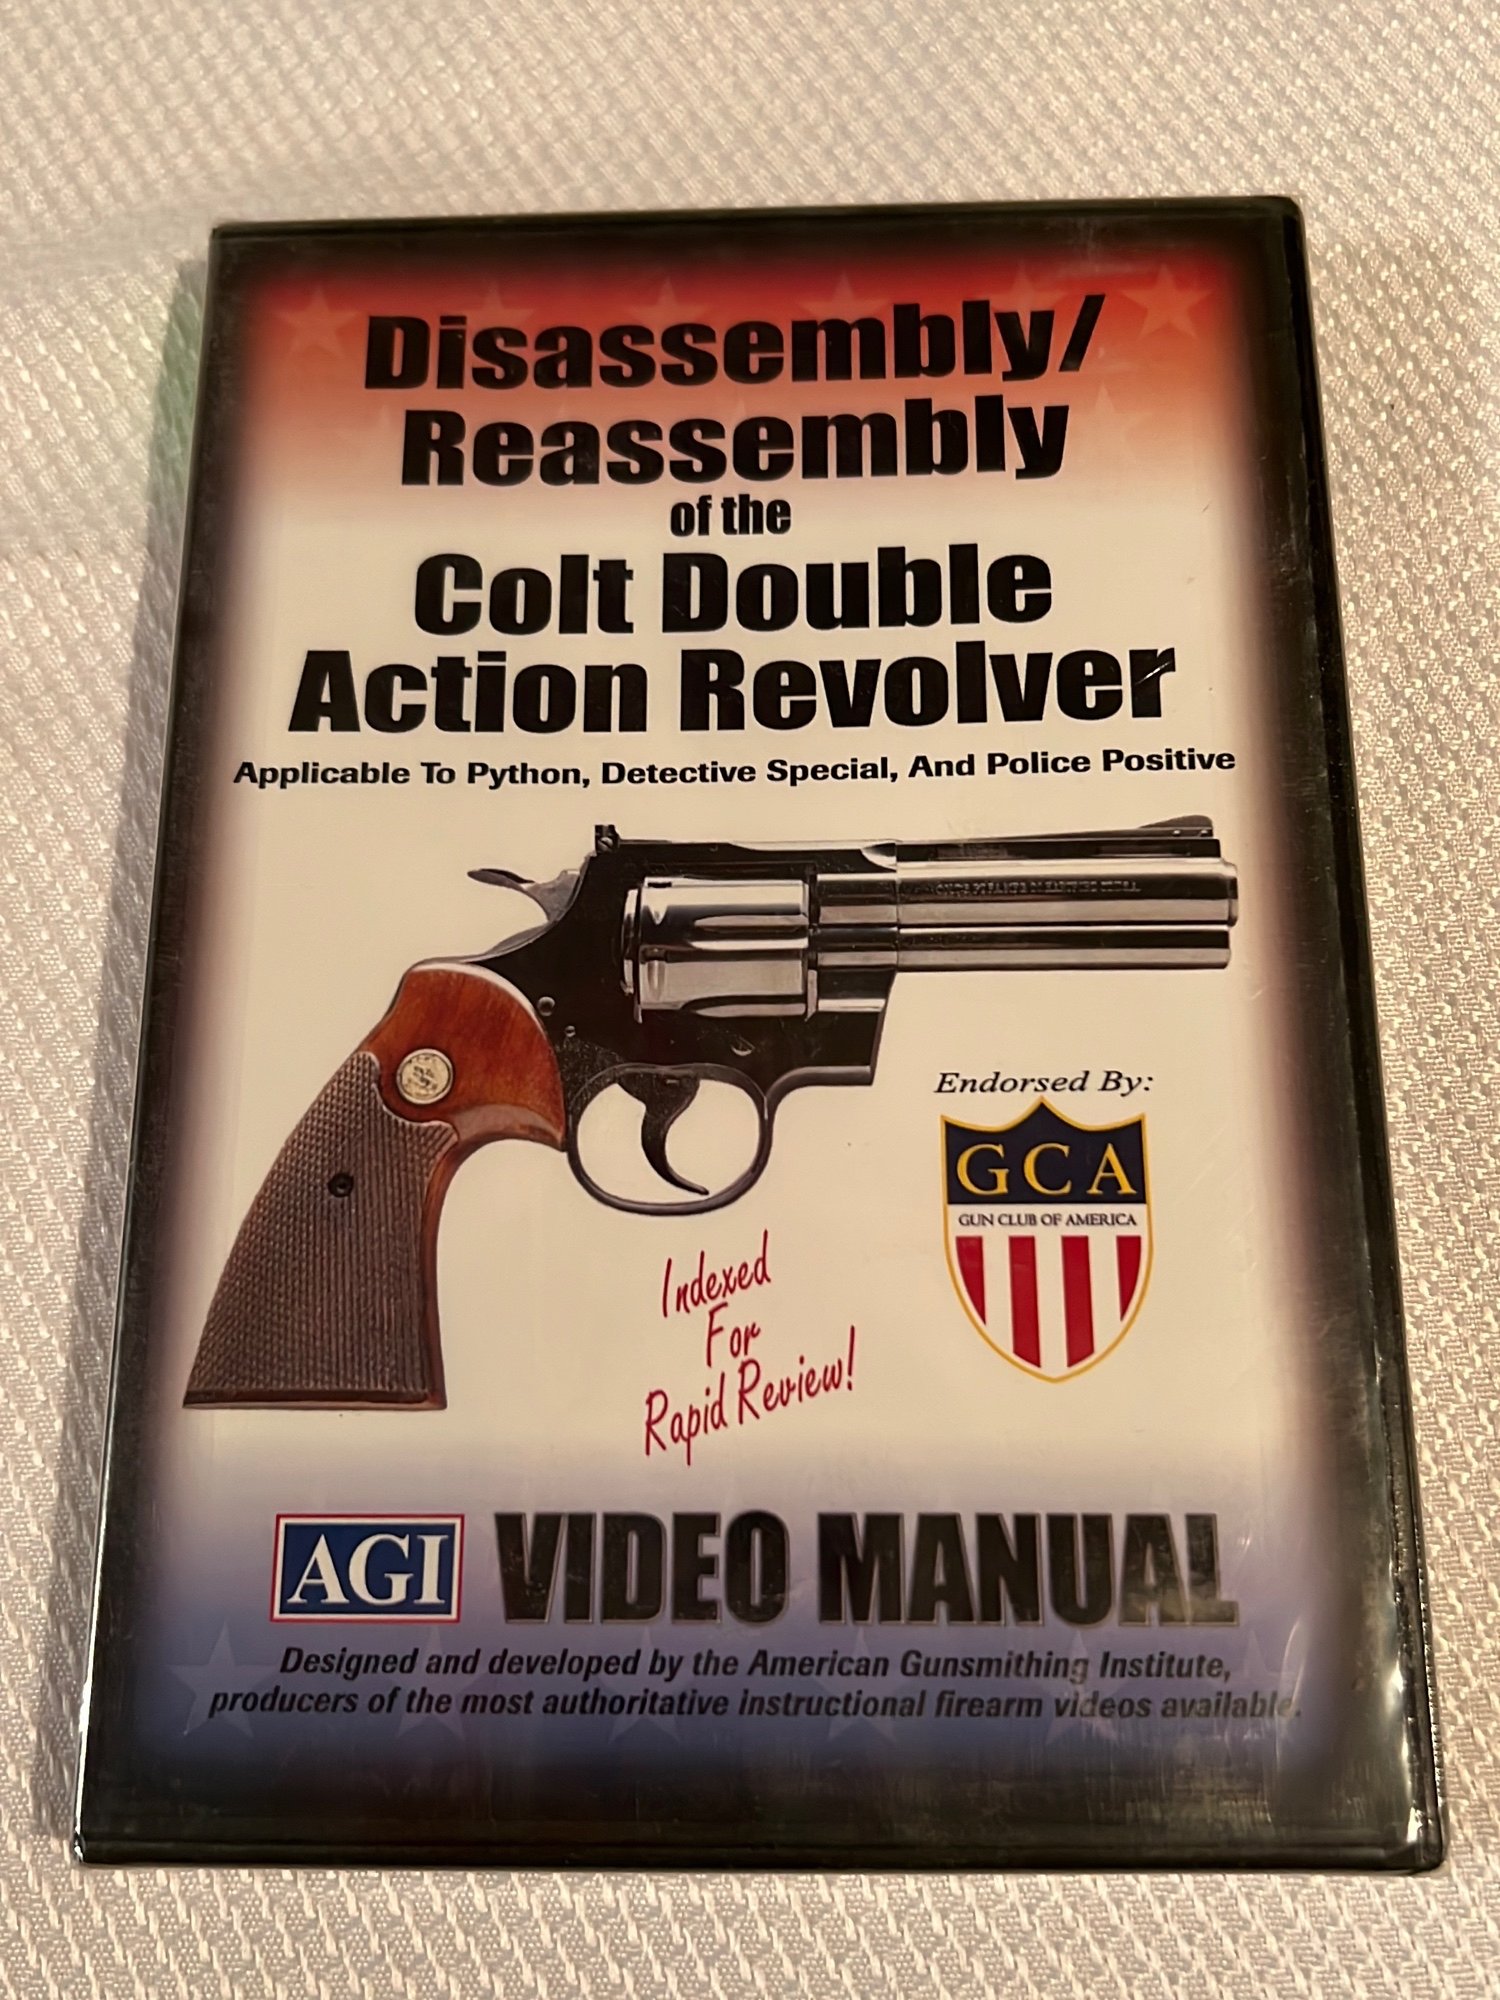 Disassembly/
Reassembly
of the
Colt Double
Action Revolver
Applicable To Python, Detective Special, And Police Positive
Endorsed By:
GCA
GUN CLUB OF AMERICA
Indexed
For
Rapid Review!
AGI VIDEO MANUAL
Designed and developed by the American Gunsmithing Institute,
producers of the most authoritative instructional firearm videos available.